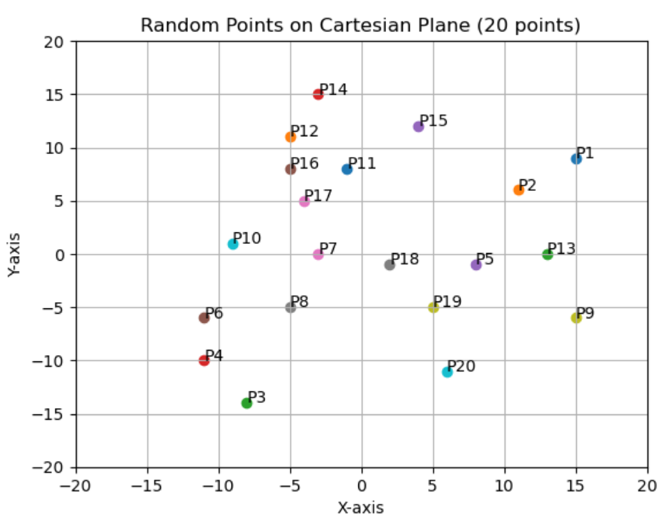 Random Points on Cartesian Plane (20 points)
20
15
10
5
0
−5
−10
−15
−20
Y-axis
P14
P15
P12
P1
P16
P11
P2
P17
P10
P7
P13
P18
P5
P8
P19
P6
P9
P4
P20
P3
−20 −15 −10 −5 0 5 10 15 20
X-axis